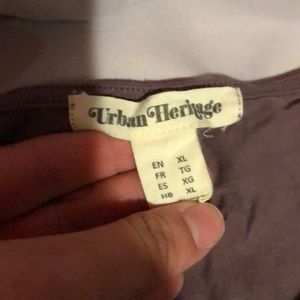 Urban Heritage
EN XL
FR TG
ES XG
HB XL